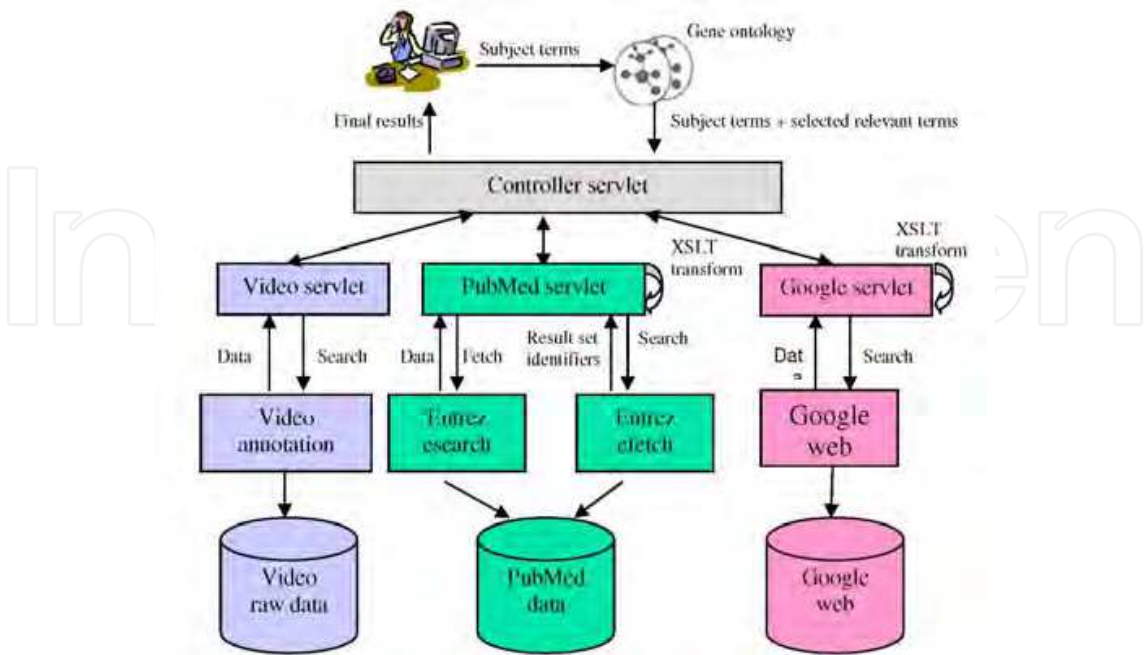 Gene ontology
Subject terms
Final results
Subject terms + selected relevant terms
Controller servlet
XSLT
transform
XSLT
transform
Video servlet
PubMed servlet
Google servlet
Data
Search
Data
Fetch
Result set
identifiers
Search
Dat
a
Search
Video
annotation
Entrez
esearch
Entrez
efetch
Google
web
Video
raw data
PubMed
data
Google
web